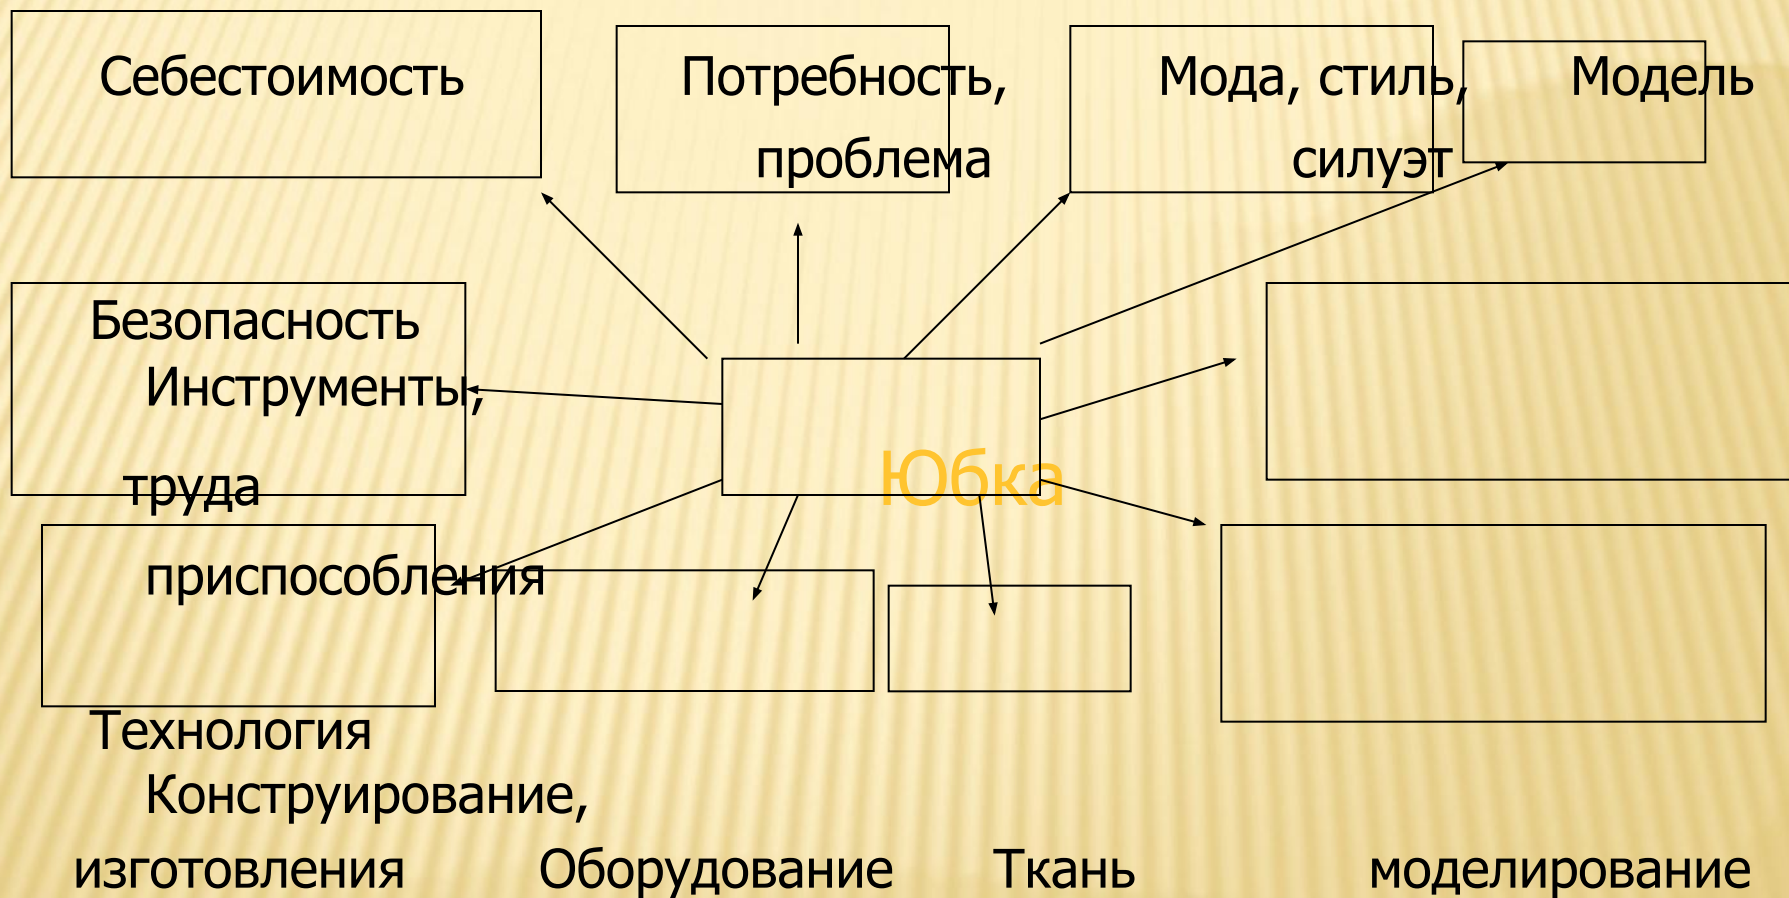 Себестоимость
Потребность,
проблема
Мода, стиль,
силуэт
Модель
Безопасность
Инструменты,
труда
приспособления
Юбка
Технология
Конструирование,
изготовления
Оборудование
Ткань
моделирование